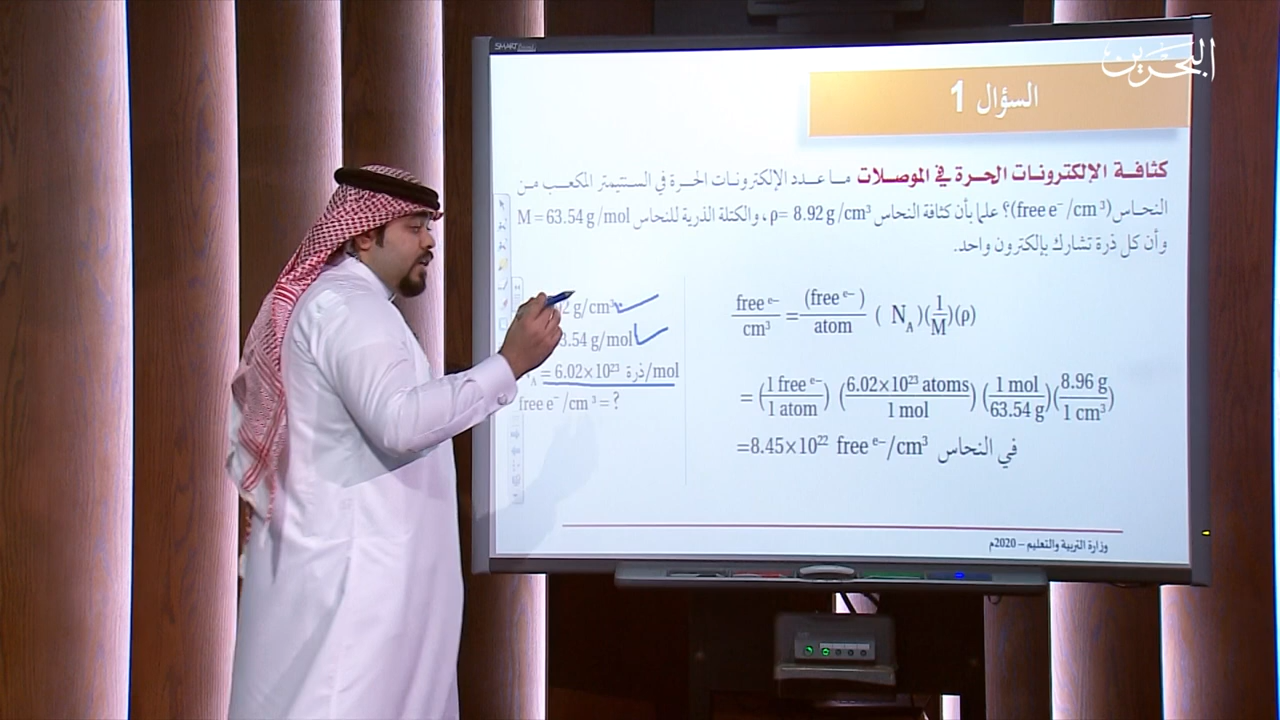 البحرين
SMART
السؤال 1
كثافة الإلكترونات الحرة في الموصلات ما عدد الإلكترونات الحرة في السنتيمتر المكعب من
النحاس (free e⁻/cm³)؟ علما بأن كثافة النحاس ρ= 8.92 g/cm³، والكتلة الذرية للنحاس M = 63.54 g/mol
وأن كل ذرة تشارك بإلكترون واحد.
2 g/cm³
3.54 g/mol
A = 6.02×10²³ ذرة/mol
free e⁻/cm³ = ?
free e⁻/cm³ = (free e⁻)/atom ( N_A )(1/M)(ρ)
= (1 free e⁻/1 atom) (6.02×10²³ atoms/1 mol) (1 mol/63.54 g)(8.96 g/1 cm³)
=8.45×10²² free e⁻/cm³ في النحاس
وزارة التربية والتعليم – 2020م